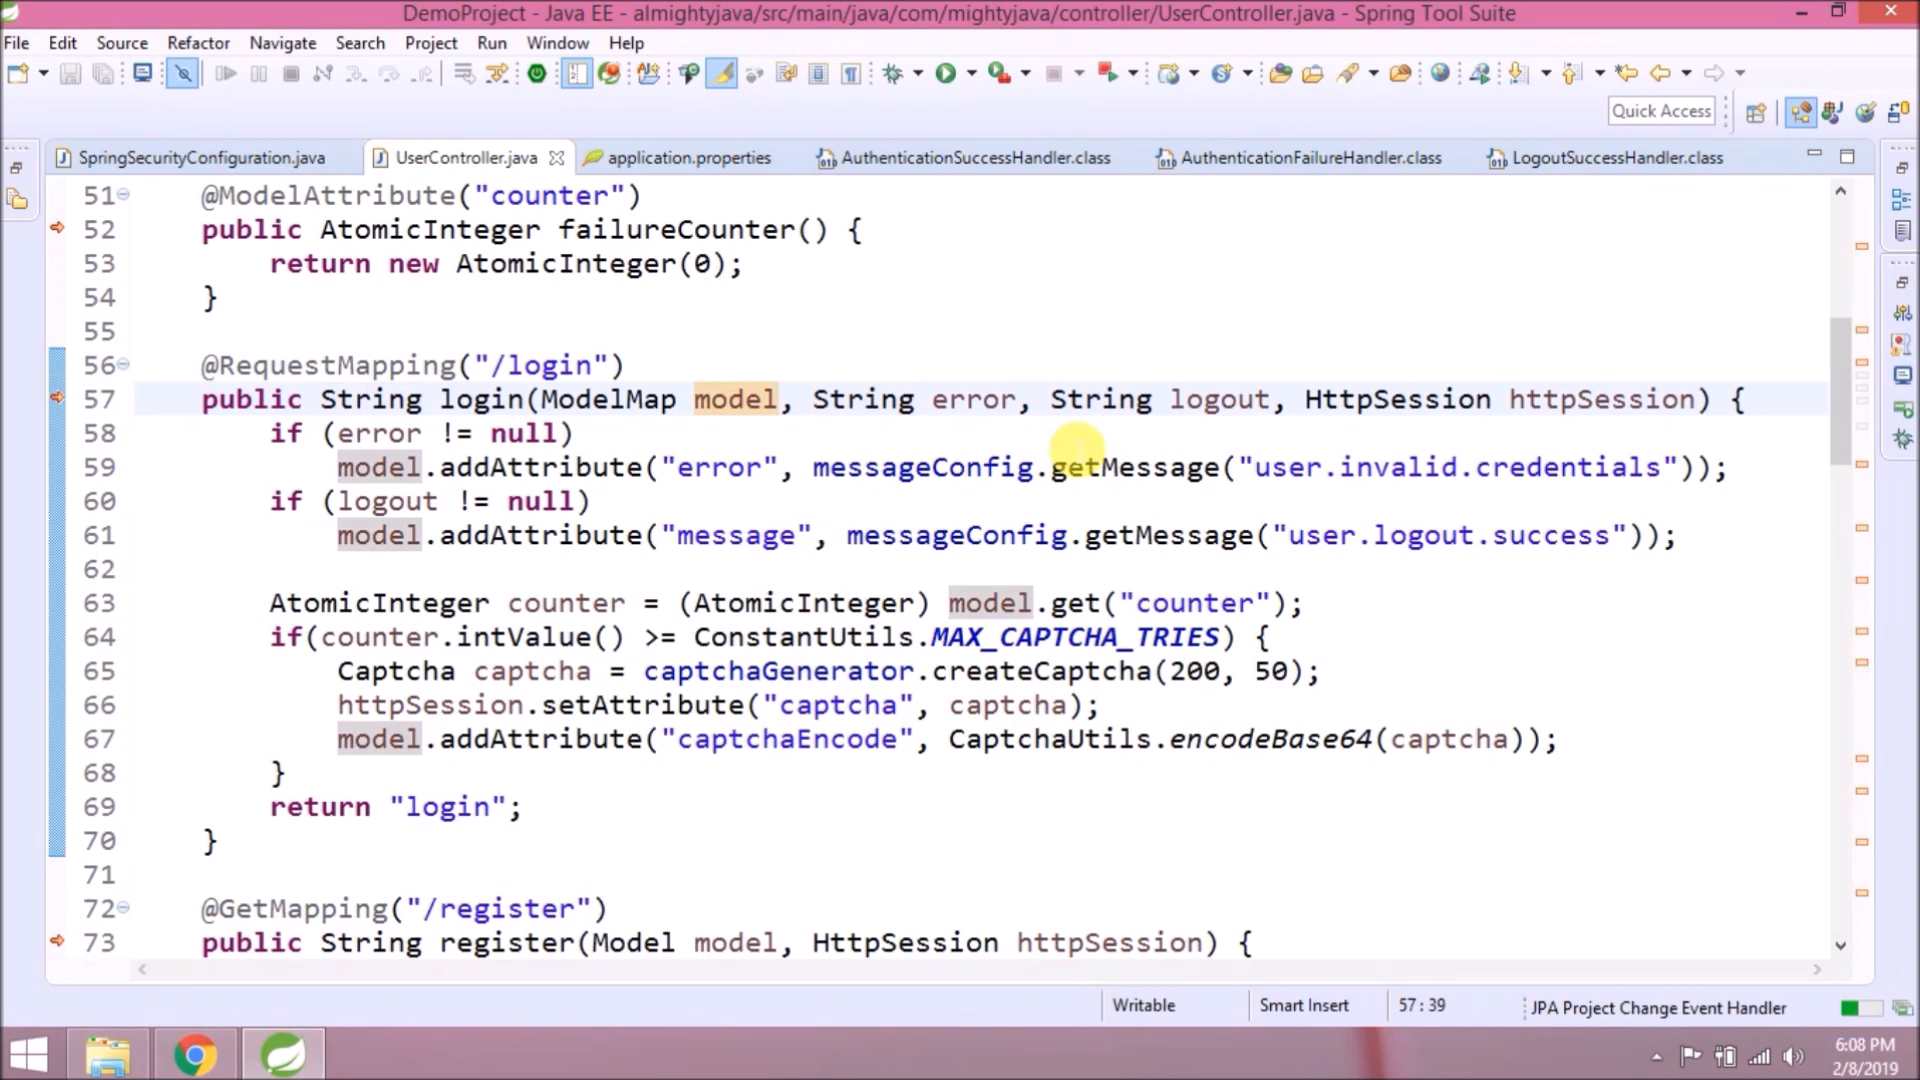 DemoProject - Java EE - almightyjava/src/main/java/com/mightyjava/controller/UserController.java - Spring Tool Suite
File Edit Source Refactor Navigate Search Project Run Window Help
Quick Access
SpringSecurityConfiguration.java UserController.java application.properties AuthenticationSuccessHandler.class AuthenticationFailureHandler.class LogoutSuccessHandler.class
51 @ModelAttribute("counter")
52 public AtomicInteger failureCounter() {
53 return new AtomicInteger(0);
54 }
55
56 @RequestMapping("/login")
57 public String login(ModelMap model, String error, String logout, HttpSession httpSession) {
58 if (error != null)
59 model.addAttribute("error", messageConfig.getMessage("user.invalid.credentials"));
60 if (logout != null)
61 model.addAttribute("message", messageConfig.getMessage("user.logout.success"));
62
63 AtomicInteger counter = (AtomicInteger) model.get("counter");
64 if(counter.intValue() >= ConstantUtils.MAX_CAPTCHA_TRIES) {
65 Captcha captcha = captchaGenerator.createCaptcha(200, 50);
66 httpSession.setAttribute("captcha", captcha);
67 model.addAttribute("captchaEncode", CaptchaUtils.encodeBase64(captcha));
68 }
69 return "login";
70 }
71
72 @GetMapping("/register")
73 public String register(Model model, HttpSession httpSession) {
Writable Smart Insert 57 : 39 JPA Project Change Event Handler
6:08 PM
2/8/2019